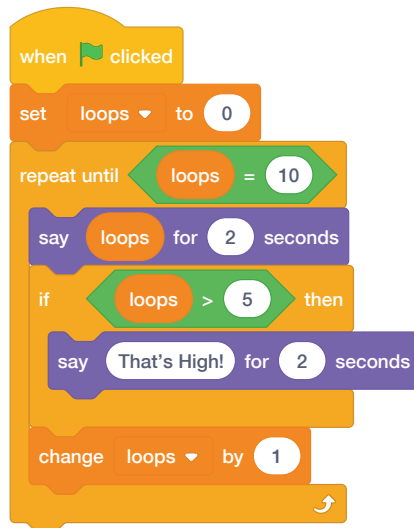 when clicked
set loops to 0
repeat until loops = 10
say loops for 2 seconds
if loops > 5 then
say That's High! for 2 seconds
change loops by 1